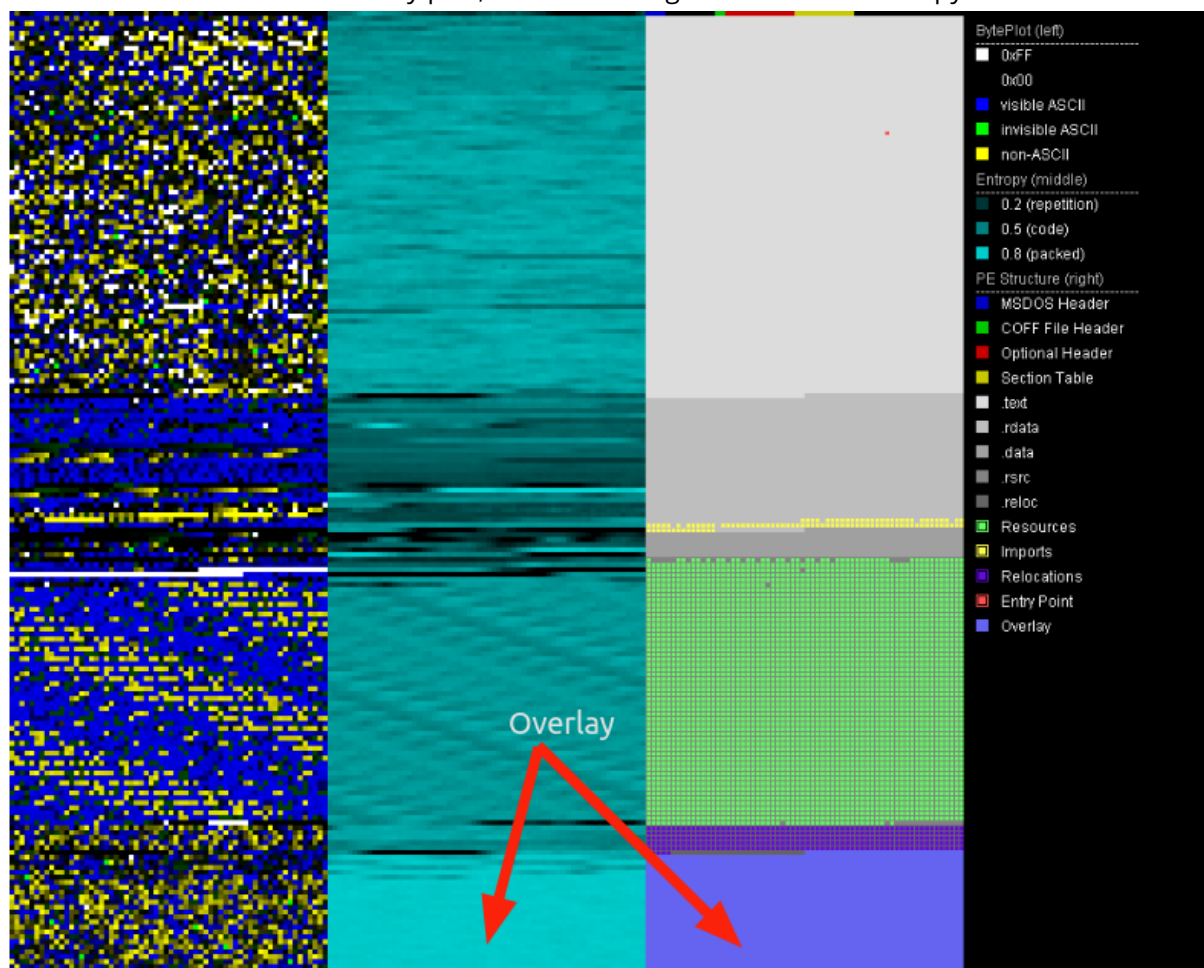 BytePlot (left)
0xFF
0x00
visible ASCII
invisible ASCII
non-ASCII
Entropy (middle)
0.2 (repetition)
0.5 (code)
0.8 (packed)
PE Structure (right)
MSDOS Header
COFF File Header
Optional Header
Section Table
.text
.rdata
.data
.rsrc
.reloc
Resources
Imports
Relocations
Entry Point
Overlay
Overlay